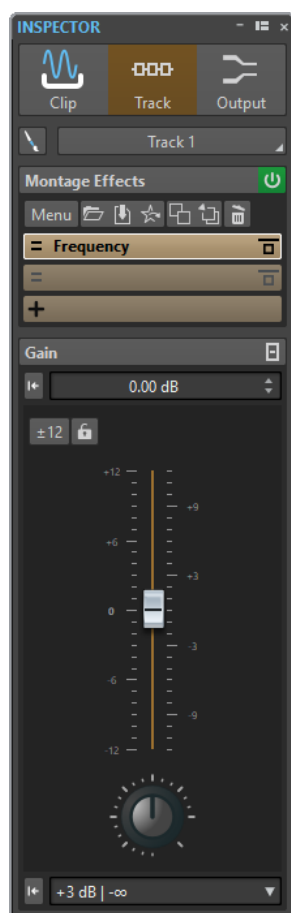 INSPECTOR
Clip Track Output
Track 1
Montage Effects
Menu
Frequency
Gain
0.00 dB
±12
+12
+9
+6
+3
0
-3
-6
-9
-12
+3 dB | -∞